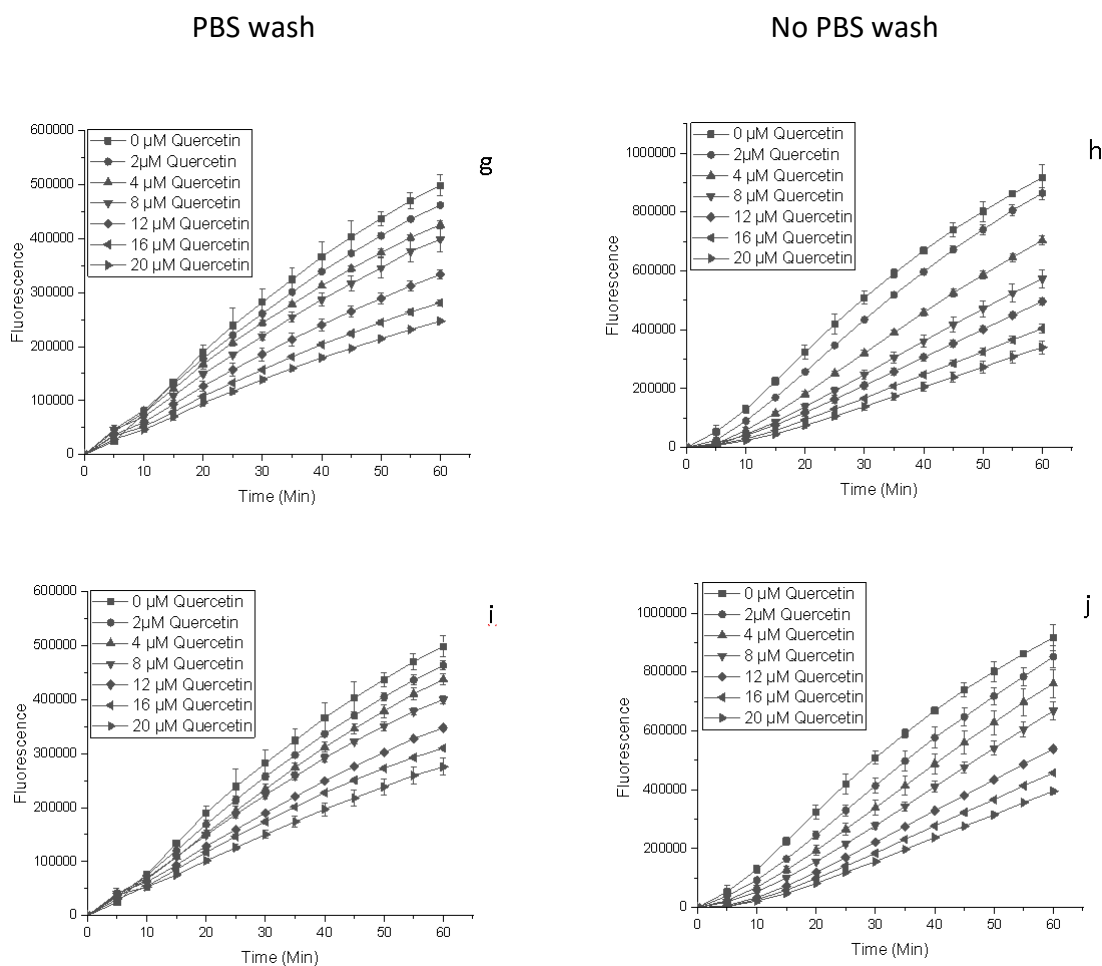 PBS wash
No PBS wash
600000
500000
400000
300000
200000
100000
0
Fluorescence
0 µM Quercetin
2µM Quercetin
4 µM Quercetin
8 µM Quercetin
12 µM Quercetin
16 µM Quercetin
20 µM Quercetin
g
0 10 20 30 40 50 60
Time (Min)
1000000
800000
600000
400000
200000
0
Fluorescence
0 µM Quercetin
2µM Quercetin
4 µM Quercetin
8 µM Quercetin
12 µM Quercetin
16 µM Quercetin
20 µM Quercetin
h
0 10 20 30 40 50 60
Time (Min)
600000
500000
400000
300000
200000
100000
0
Fluorescence
0 µM Quercetin
2µM Quercetin
4 µM Quercetin
8 µM Quercetin
12 µM Quercetin
16 µM Quercetin
20 µM Quercetin
i
0 10 20 30 40 50 60
Time (Min)
1000000
800000
600000
400000
200000
0
Fluorescence
0 µM Quercetin
2µM Quercetin
4 µM Quercetin
8 µM Quercetin
12 µM Quercetin
16 µM Quercetin
20 µM Quercetin
j
0 10 20 30 40 50 60
Time (Min)